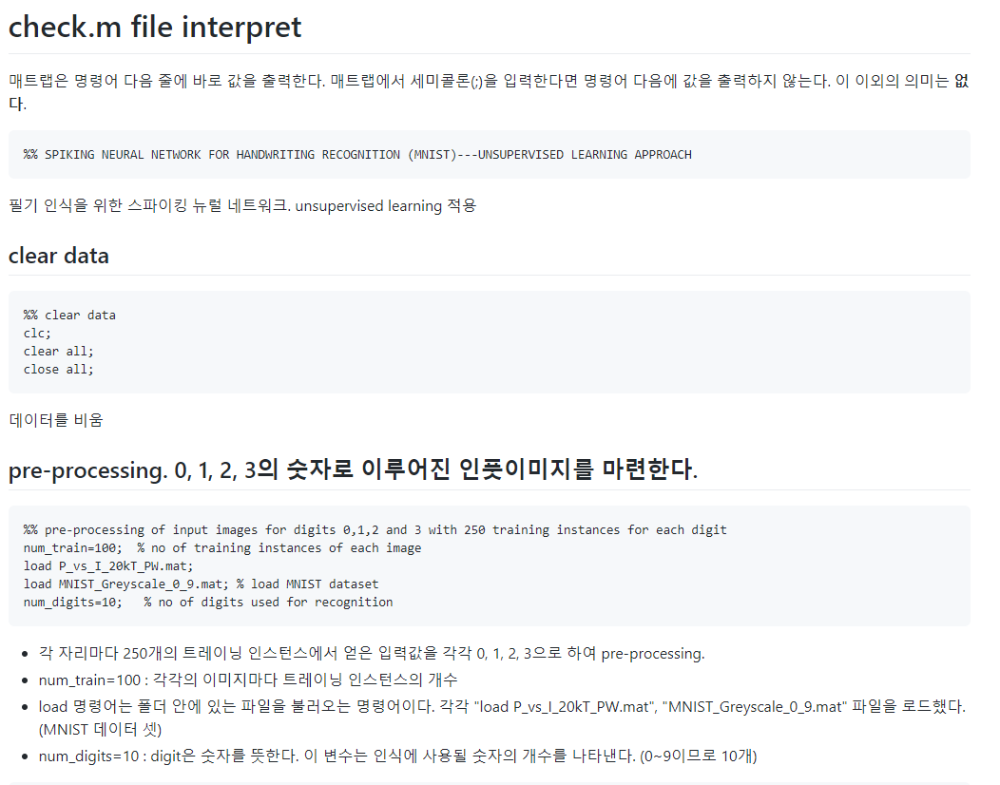 check.m file interpret
매트랩은 명령어 다음 줄에 바로 값을 출력한다. 매트랩에서 세미콜론(;)을 입력한다면 명령어 다음에 값을 출력하지 않는다. 이 이외의 의미는 없
다.
%% SPIKING NEURAL NETWORK FOR HANDWRITING RECOGNITION (MNIST)---UNSUPERVISED LEARNING APPROACH
필기 인식을 위한 스파이킹 뉴럴 네트워크. unsupervised learning 적용
clear data
%% clear data
clc;
clear all;
close all;
데이터를 비움
pre-processing. 0, 1, 2, 3의 숫자로 이루어진 인풋이미지를 마련한다.
%% pre-processing of input images for digits 0,1,2 and 3 with 250 training instances for each digit
num_train=100;  % no of training instances of each image
load P_vs_I_20kT_PW.mat;
load MNIST_Greyscale_0_9.mat; % load MNIST dataset
num_digits=10;   % no of digits used for recognition
• 각 자리마다 250개의 트레이닝 인스턴스에서 얻은 입력값을 각각 0, 1, 2, 3으로 하여 pre-processing.
• num_train=100 : 각각의 이미지마다 트레이닝 인스턴스의 개수
• load 명령어는 폴더 안에 있는 파일을 불러오는 명령어이다. 각각 "load P_vs_I_20kT_PW.mat", "MNIST_Greyscale_0_9.mat" 파일을 로드했다.
(MNIST 데이터 셋)
• num_digits=10 : digit은 숫자를 뜻한다. 이 변수는 인식에 사용될 숫자의 개수를 나타낸다. (0~9이므로 10개)